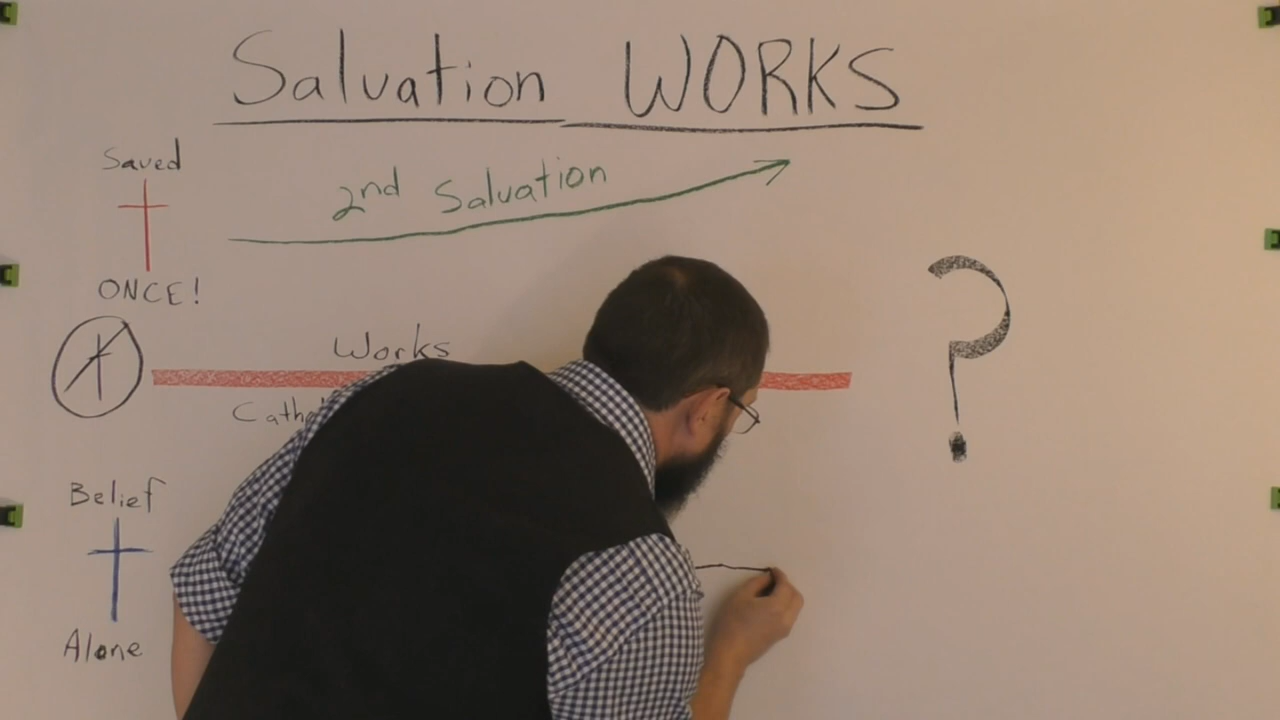 Salvation WORKS
Saved
2nd Salvation
ONCE!
Works
Belief
Alone